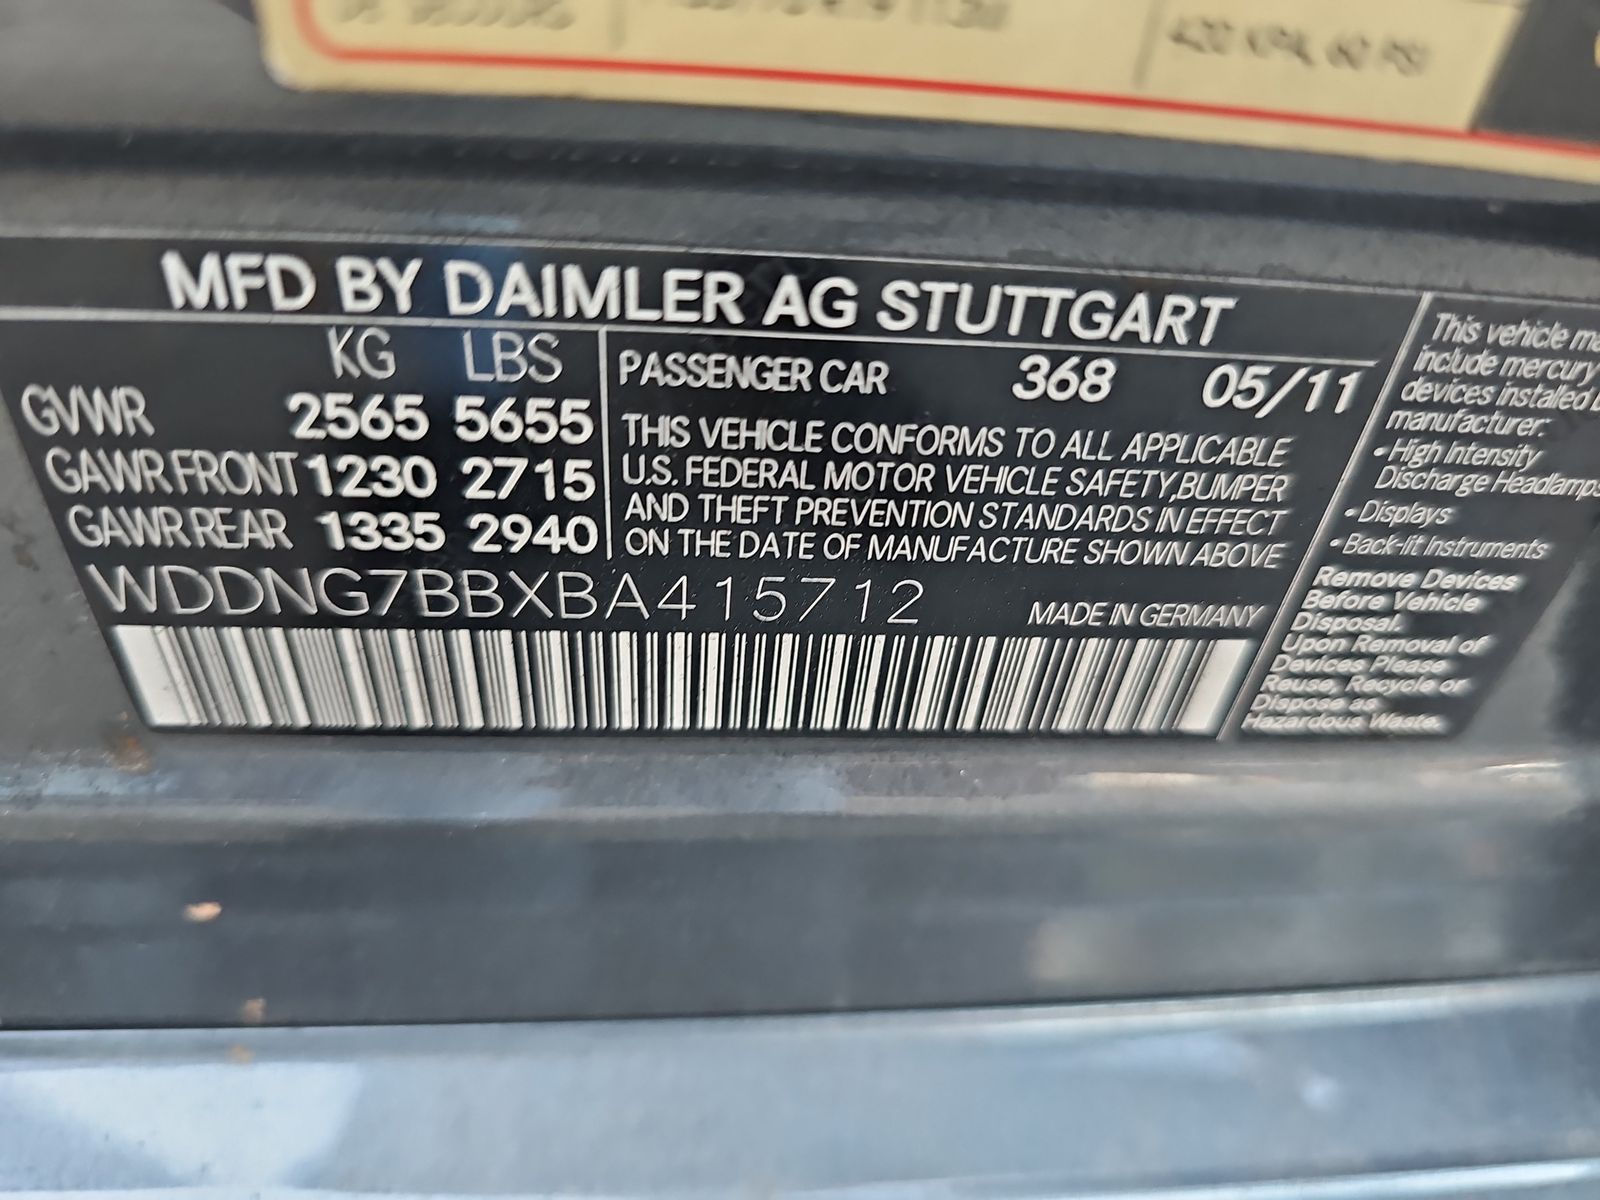 420 KPA, 60 PSI
MFD BY DAIMLER AG STUTTGART
KG LBS
GVWR 2565 5655
GAWR FRONT 1230 2715
GAWR REAR 1335 2940
PASSENGER CAR 368 05/11
THIS VEHICLE CONFORMS TO ALL APPLICABLE
U.S. FEDERAL MOTOR VEHICLE SAFETY, BUMPER
AND THEFT PREVENTION STANDARDS IN EFFECT
ON THE DATE OF MANUFACTURE SHOWN ABOVE
WDDNG7BBXBA415712
MADE IN GERMANY
This vehicle
include mercury
devices installed
manufacturer:
• High Intensity
Discharge Headlamps
• Displays
• Back-lit Instruments
Remove Devices
Before Vehicle
Disposal.
Upon Removal of
Devices Please
Reuse, Recycle or
Dispose as
Hazardous Waste.